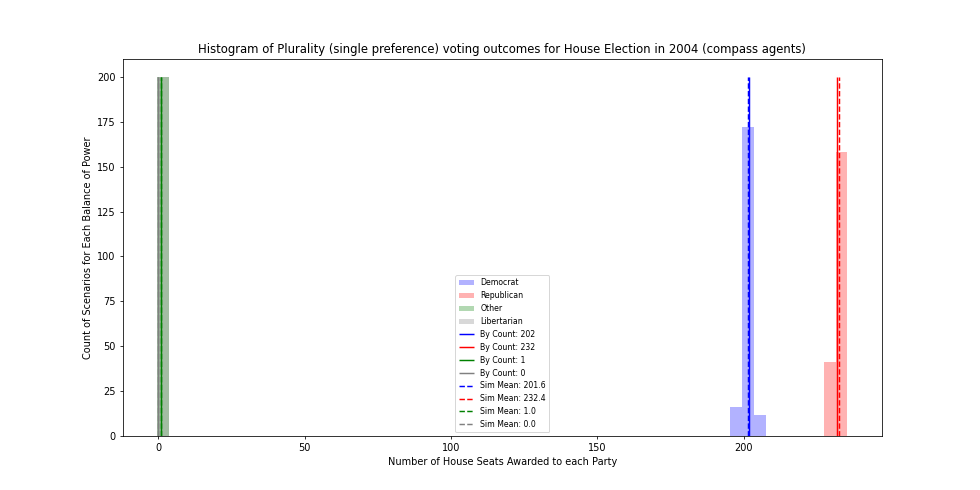 Histogram of Plurality (single preference) voting outcomes for House Election in 2004 (compass agents)
Count of Scenarios for Each Balance of Power
200
175
150
125
100
75
50
25
0
Democrat
Republican
Other
Libertarian
By Count: 202
By Count: 232
By Count: 1
By Count: 0
Sim Mean: 201.6
Sim Mean: 232.4
Sim Mean: 1.0
Sim Mean: 0.0
0 50 100 150 200
Number of House Seats Awarded to each Party